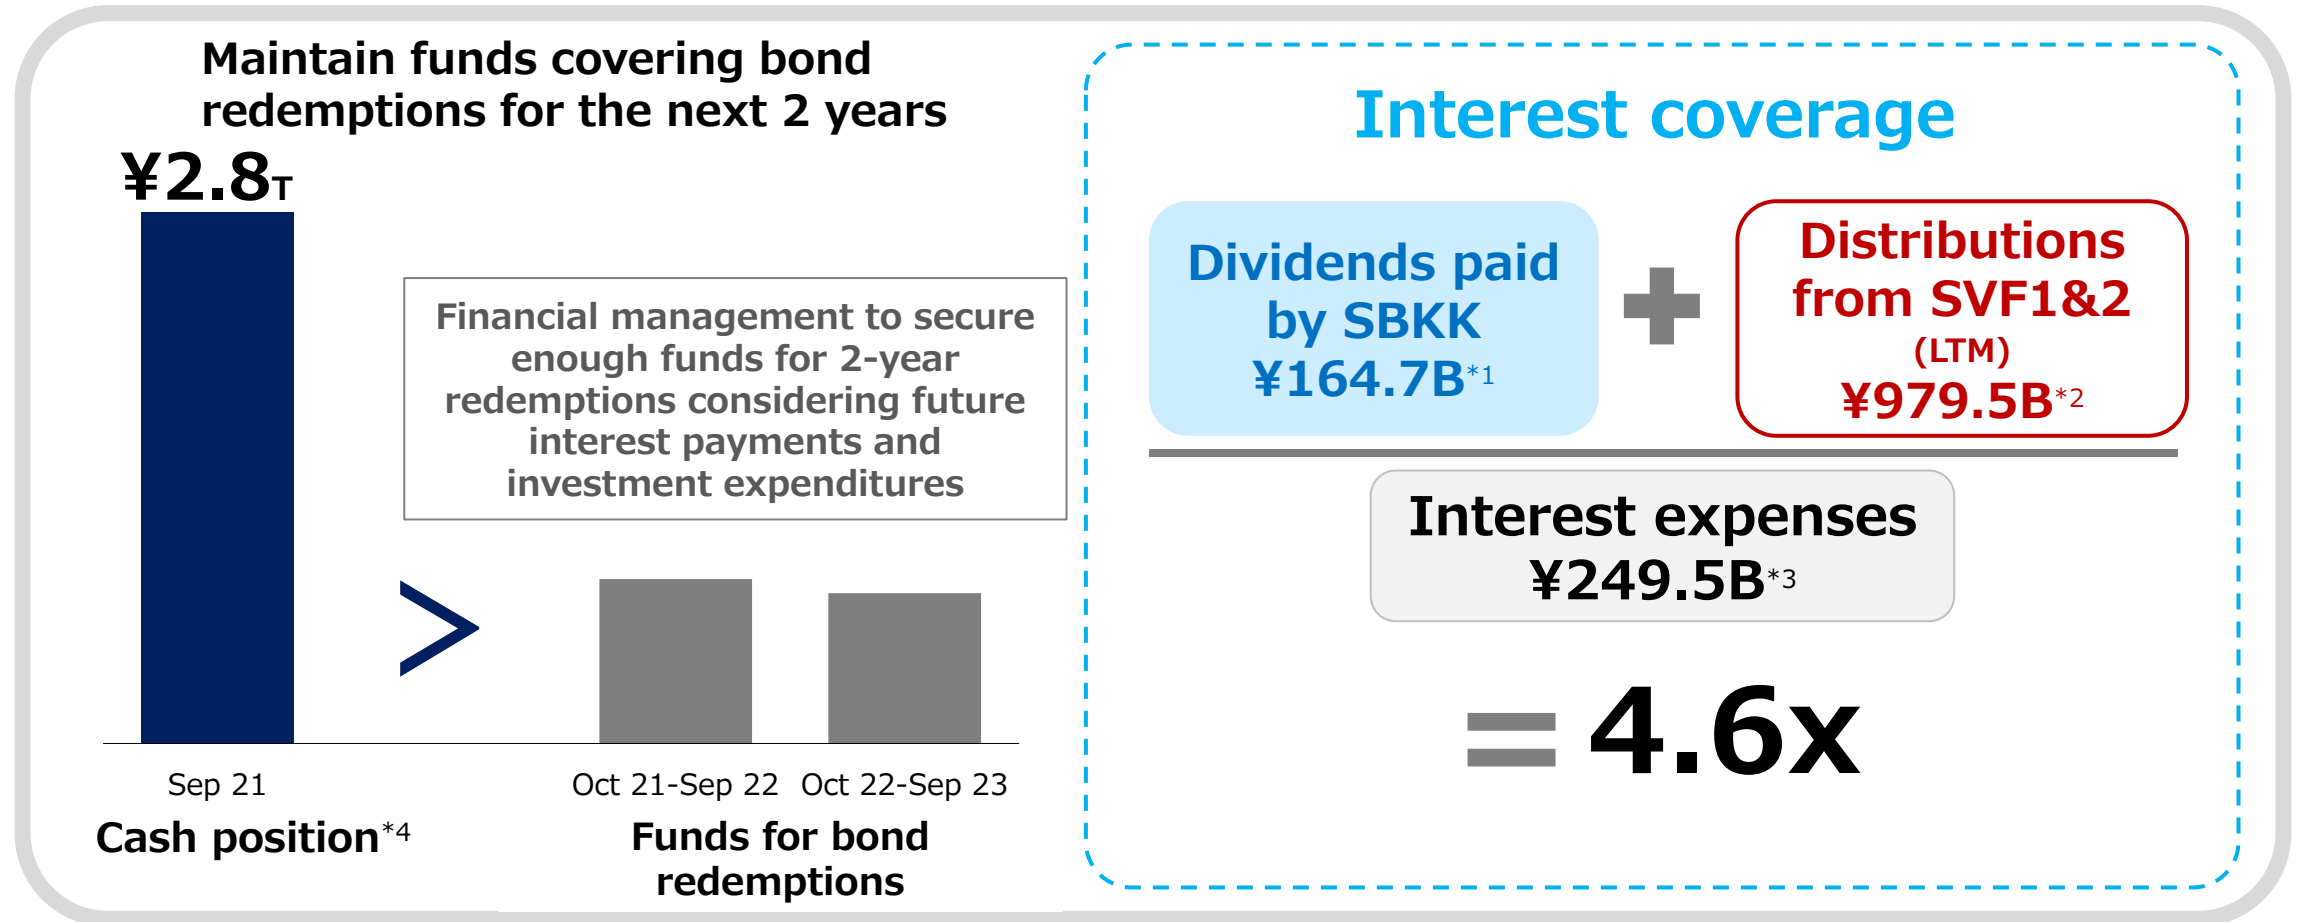 Maintain funds covering bond
redemptions for the next 2 years
¥2.8T
Financial management to secure
enough funds for 2-year
redemptions considering future
interest payments and
investment expenditures
>
Sep 21
Oct 21-Sep 22
Oct 22-Sep 23
Cash position*4
Funds for bond
redemptions
Interest coverage
Dividends paid
by SBKK
¥164.7B*1
+
Distributions
from SVF1&2
(LTM)
¥979.5B*2
Interest expenses
¥249.5B*3
= 4.6x